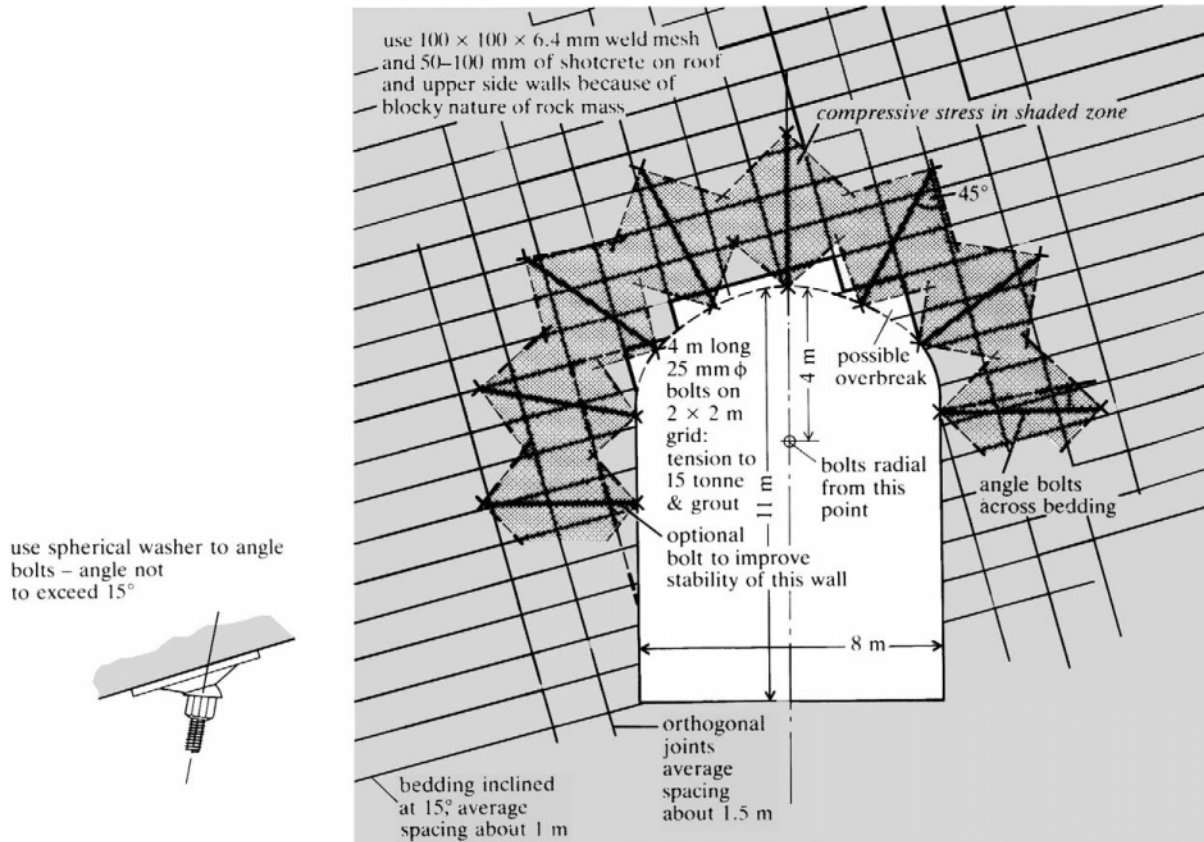 use 100 × 100 × 6.4 mm weld mesh
and 50–100 mm of shotcrete on roof
and upper side walls because of
blocky nature of rock mass
compressive stress in shaded zone
45°
4 m long
25 mm ϕ
bolts on
2 × 2 m
grid:
tension to
15 tonne
& grout
11 m
4 m
possible
overbreak
bolts radial
from this
point
angle bolts
across bedding
optional
bolt to improve
stability of this wall
8 m
use spherical washer to angle
bolts – angle not
to exceed 15°
orthogonal
joints
average
spacing
about 1.5 m
bedding inclined
at 15°, average
spacing about 1 m